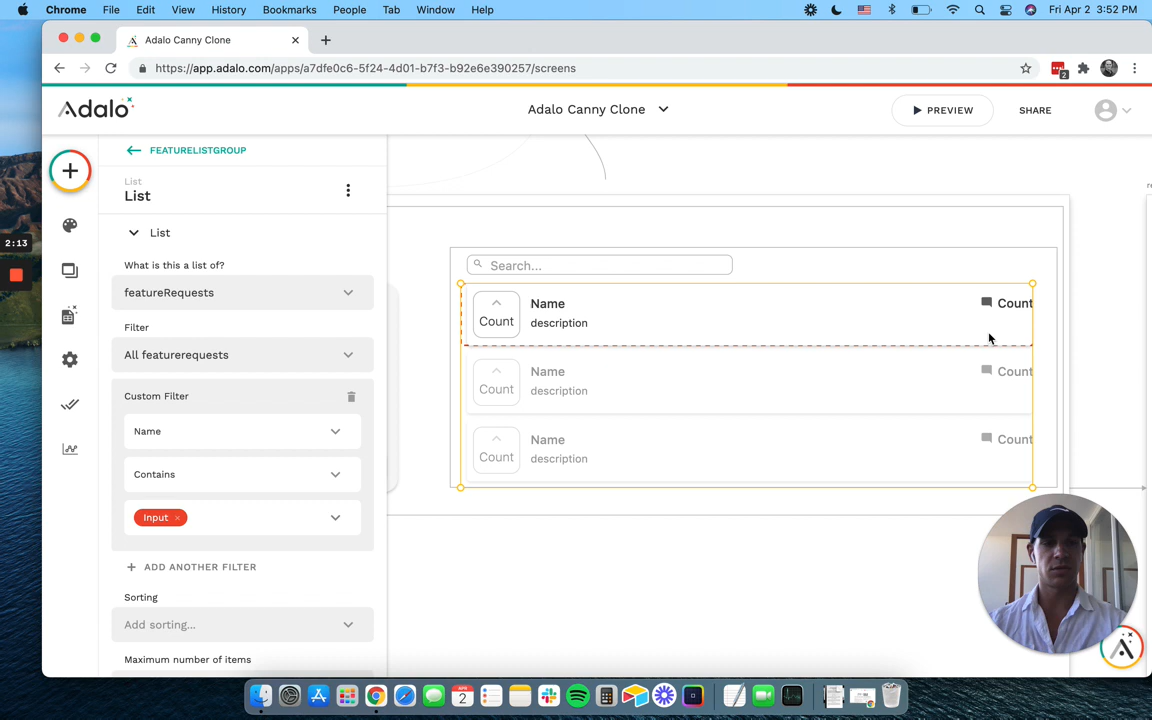 Chrome File Edit View History Bookmarks People Tab Window Help
Fri Apr 2 3:52 PM
Adalo Canny Clone
https://app.adalo.com/apps/a7dfe0c6-5f24-4d01-b7f3-b92e6e390257/screens
2
Adalo
Adalo Canny Clone
PREVIEW
SHARE
FEATURELISTGROUP
List
List
List
2:13
What is this a list of?
featureRequests
Filter
All featurerequests
Custom Filter
Name
Contains
Input ×
ADD ANOTHER FILTER
Sorting
Add sorting...
Maximum number of items
Search...
Count
Name
description
Count
Count
Name
description
Count
Count
Name
description
Count
APR
2